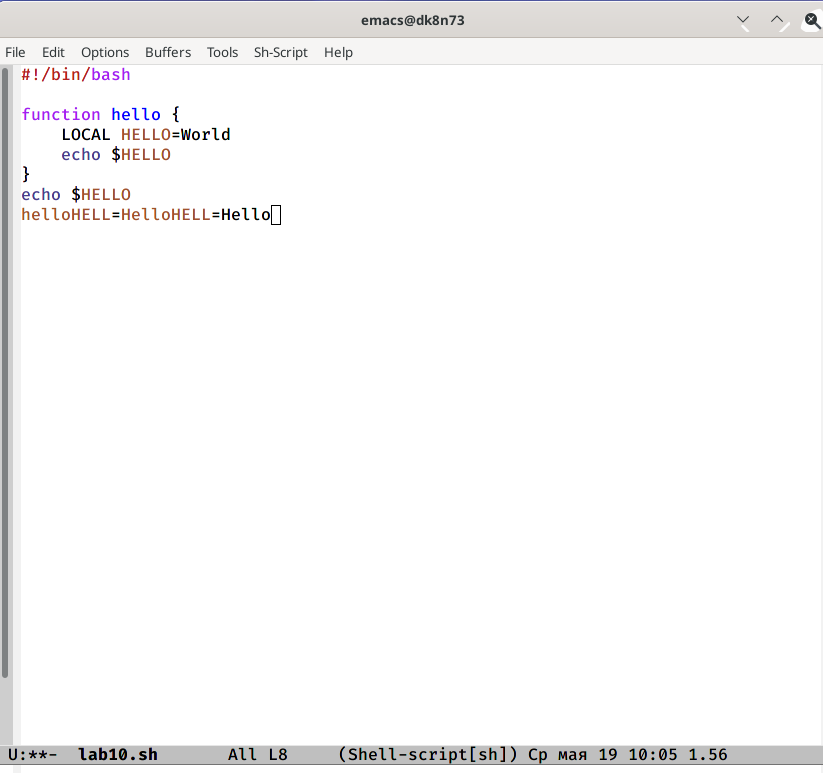 emacs@dk8n73
File Edit Options Buffers Tools Sh-Script Help
#!/bin/bash
function hello {
    LOCAL HELLO=World
    echo $HELLO
}
echo $HELLO
helloHELL=HelloHELL=Hello
U:**-  lab10.sh       All L8     (Shell-script[sh]) Ср мая 19 10:05 1.56